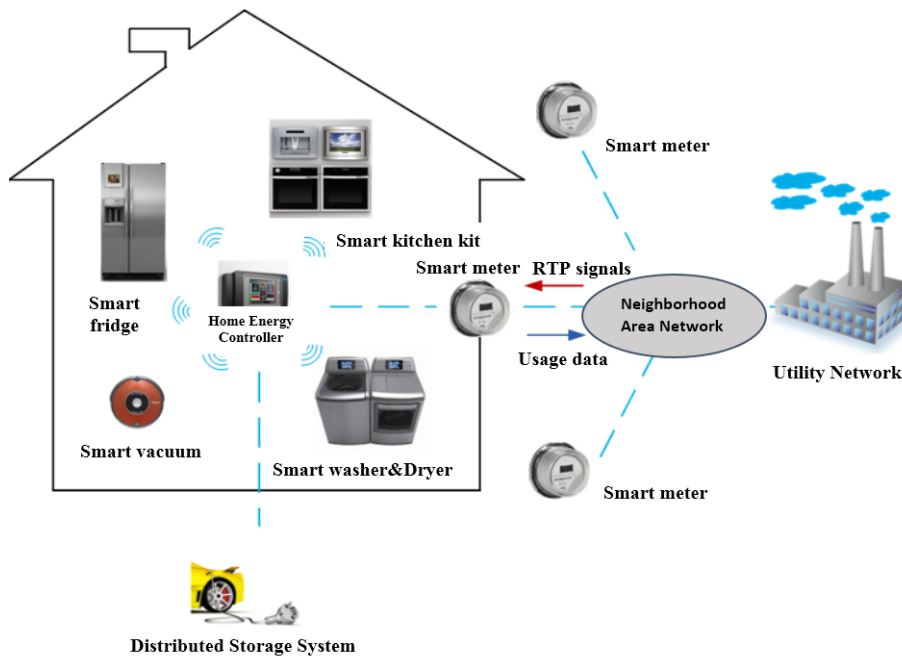 Smart meter
Smart kitchen kit
Smart meter
RTP signals
Smart
fridge
Home Energy
Controller
Neighborhood
Area Network
Usage data
Utility Network
Smart vacuum
Smart washer&Dryer
Smart meter
Distributed Storage System